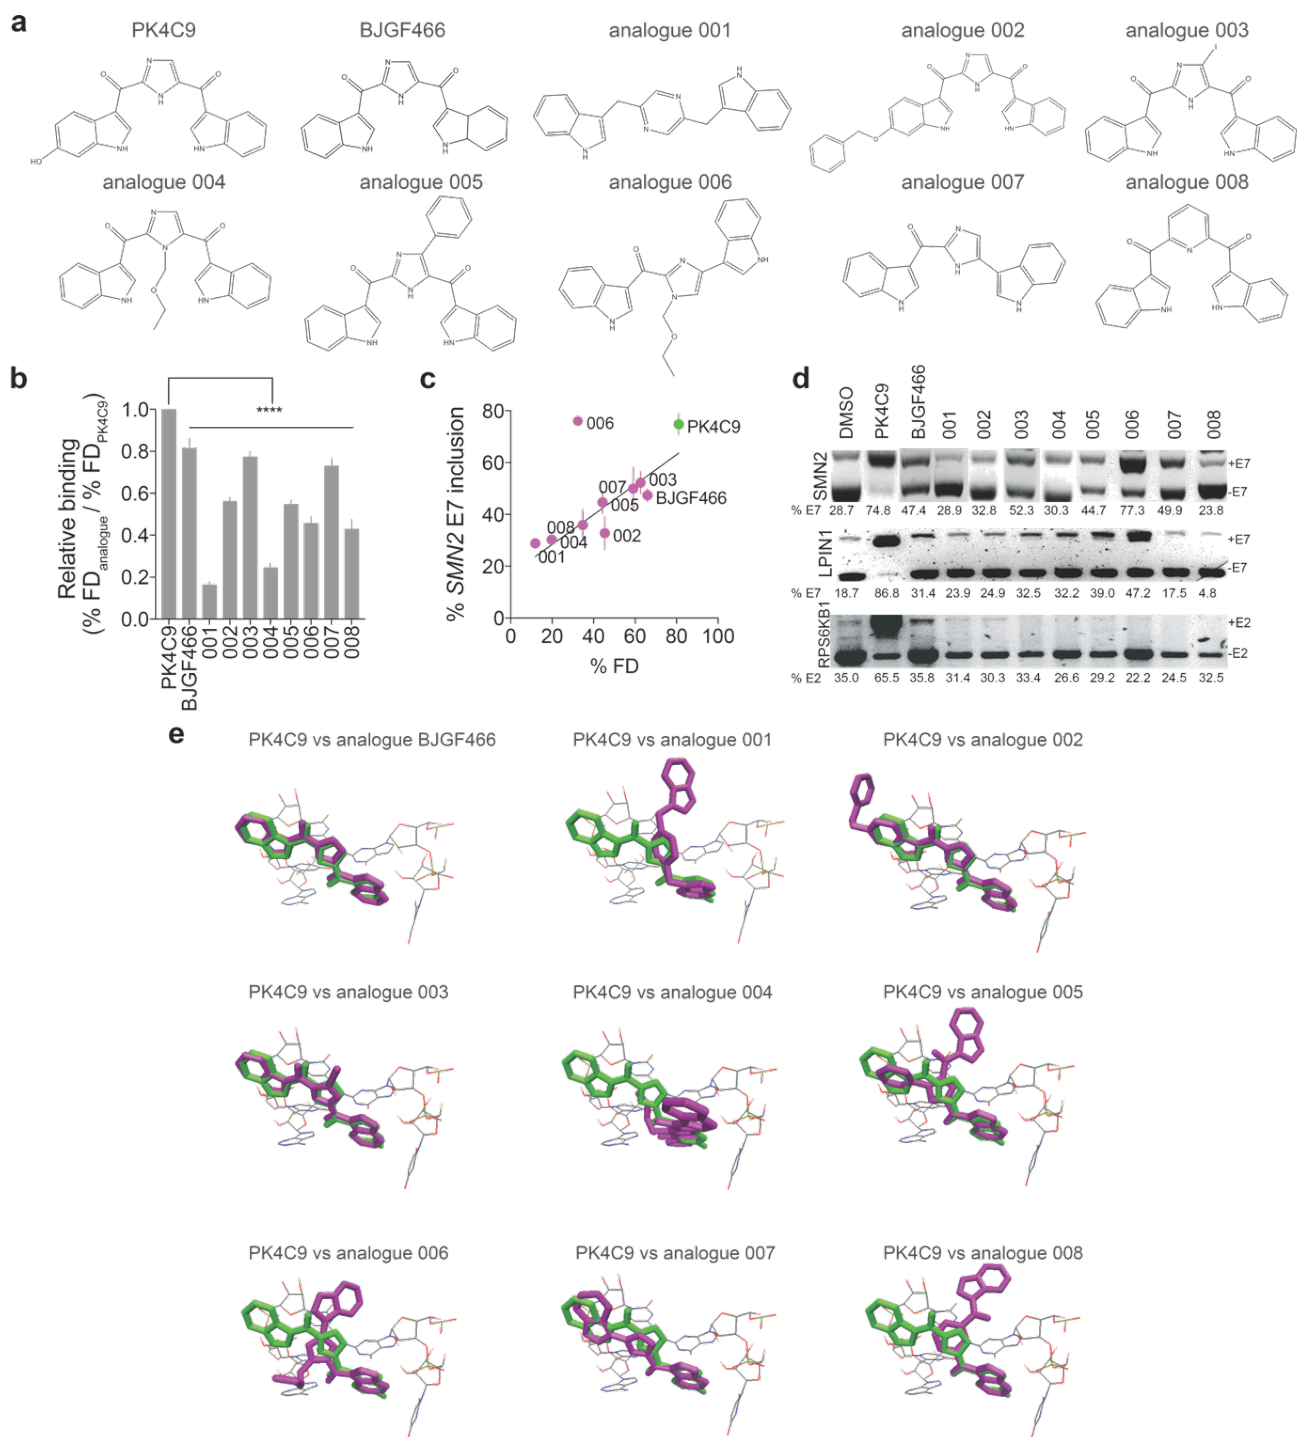 a
PK4C9
BJGF466
analogue 001
analogue 002
analogue 003
analogue 004
analogue 005
analogue 006
analogue 007
analogue 008
b
Relative binding
(% FDanalogue / % FDPK4C9)
1.0
0.8
0.6
0.4
0.2
0.0
****
PK4C9
BJGF466
001
002
003
004
005
006
007
008
c
% SMN2 E7 inclusion
80
60
40
20
0
0 20 40 60 80 100
% FD
006
PK4C9
007
003
BJGF466
005
008
002
004
001
d
DMSO
PK4C9
BJGF466
001
002
003
004
005
006
007
008
SMN2
+E7
-E7
% E7 28.7 74.8 47.4 28.9 32.8 52.3 30.3 44.7 77.3 49.9 23.8
LPIN1
+E7
-E7
% E7 18.7 86.8 31.4 23.9 24.9 32.5 32.2 39.0 47.2 17.5 4.8
RPS6KB1
+E2
-E2
% E2 35.0 65.5 35.8 31.4 30.3 33.4 26.6 29.2 22.2 24.5 32.5
e
PK4C9 vs analogue BJGF466
PK4C9 vs analogue 001
PK4C9 vs analogue 002
PK4C9 vs analogue 003
PK4C9 vs analogue 004
PK4C9 vs analogue 005
PK4C9 vs analogue 006
PK4C9 vs analogue 007
PK4C9 vs analogue 008